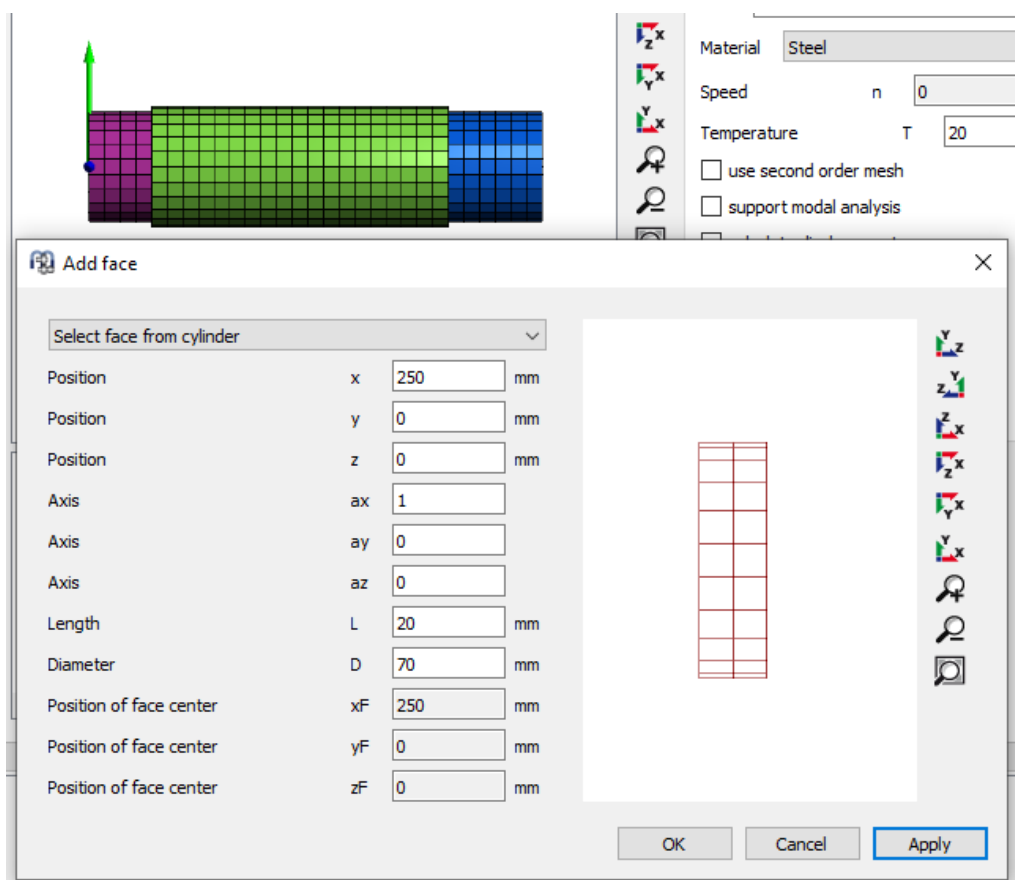 Material Steel
Speed n 0
Temperature T 20
use second order mesh
support modal analysis
Add face
Select face from cylinder
Position x 250 mm
Position y 0 mm
Position z 0 mm
Axis ax 1
Axis ay 0
Axis az 0
Length L 20 mm
Diameter D 70 mm
Position of face center xF 250 mm
Position of face center yF 0 mm
Position of face center zF 0 mm
OK Cancel Apply